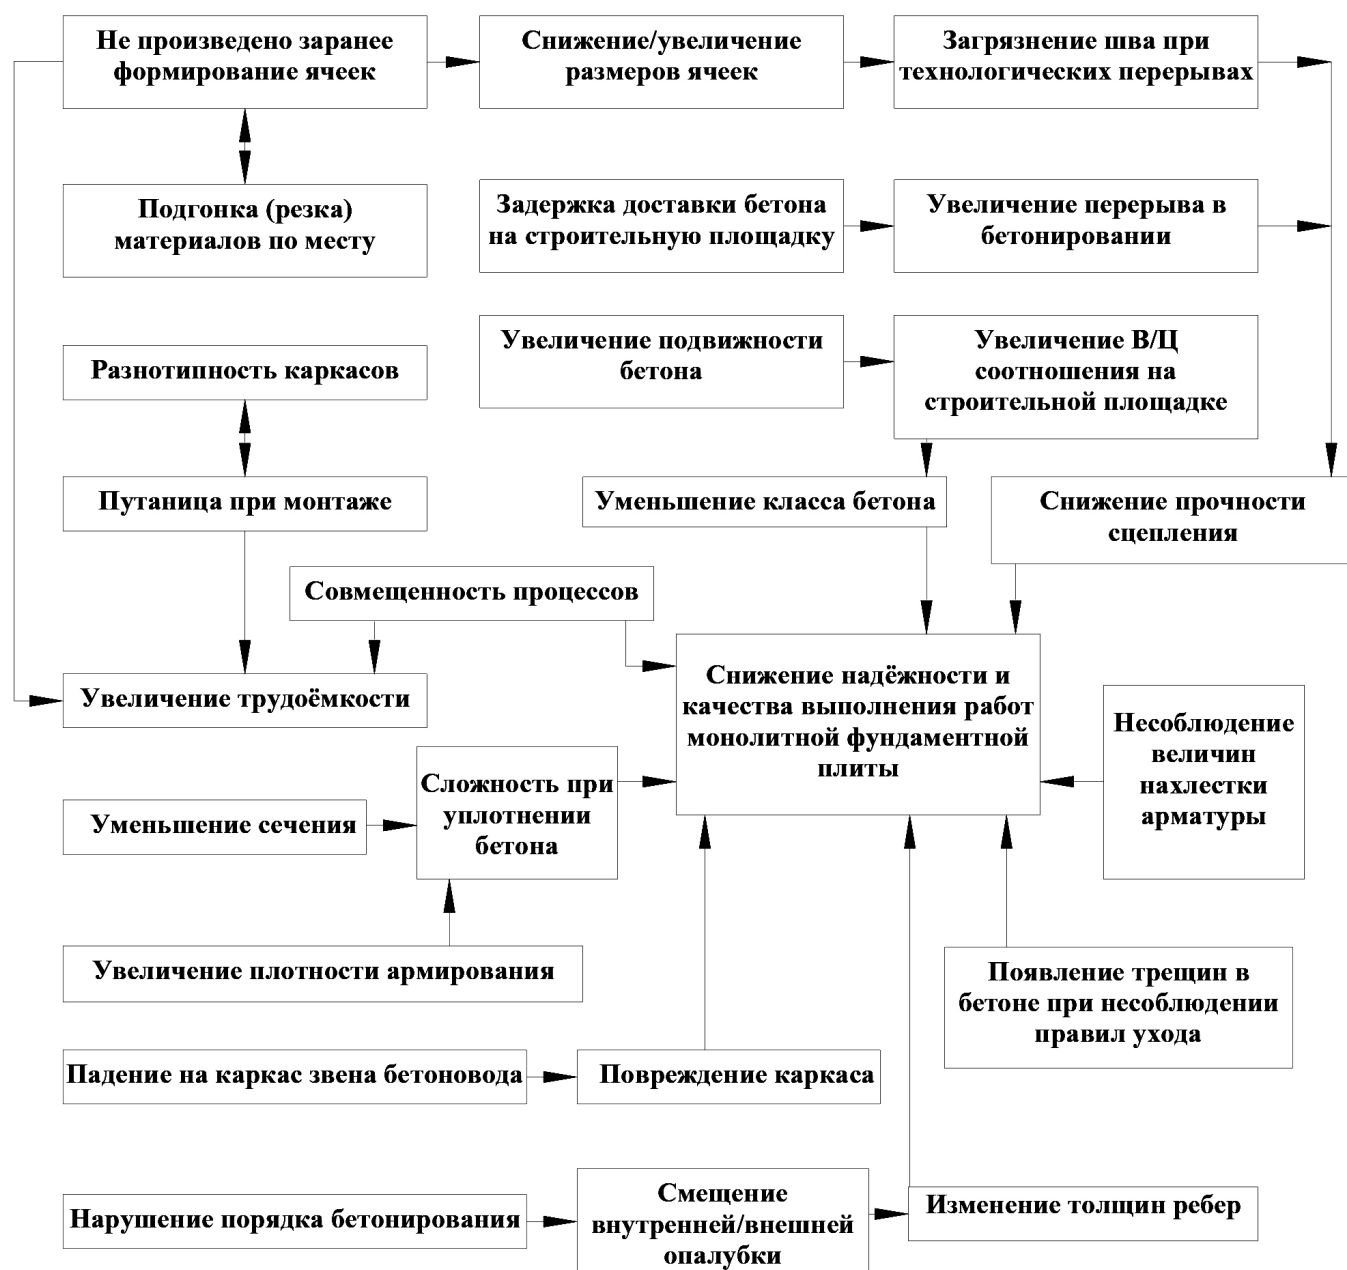 Не произведено заранее
формирование ячеек
Снижение/увеличение
размеров ячеек
Загрязнение шва при
технологических перерывах
Подгонка (резка)
материалов по месту
Задержка доставки бетона
на строительную площадку
Увеличение перерыва в
бетонировании
Увеличение подвижности
бетона
Увеличение В/Ц
соотношения на
строительной площадке
Разнотипность каркасов
Путаница при монтаже
Уменьшение класса бетона
Снижение прочности
сцепления
Совмещенность процессов
Увеличение трудоёмкости
Снижение надёжности и
качества выполнения работ
монолитной фундаментной
плиты
Несоблюдение
величин
нахлестки
арматуры
Сложность при
уплотнении
бетона
Уменьшение сечения
Увеличение плотности армирования
Появление трещин в
бетоне при несоблюдении
правил ухода
Падение на каркас звена бетоновода
Повреждение каркаса
Нарушение порядка бетонирования
Смещение
внутренней/внешней
опалубки
Изменение толщин ребер